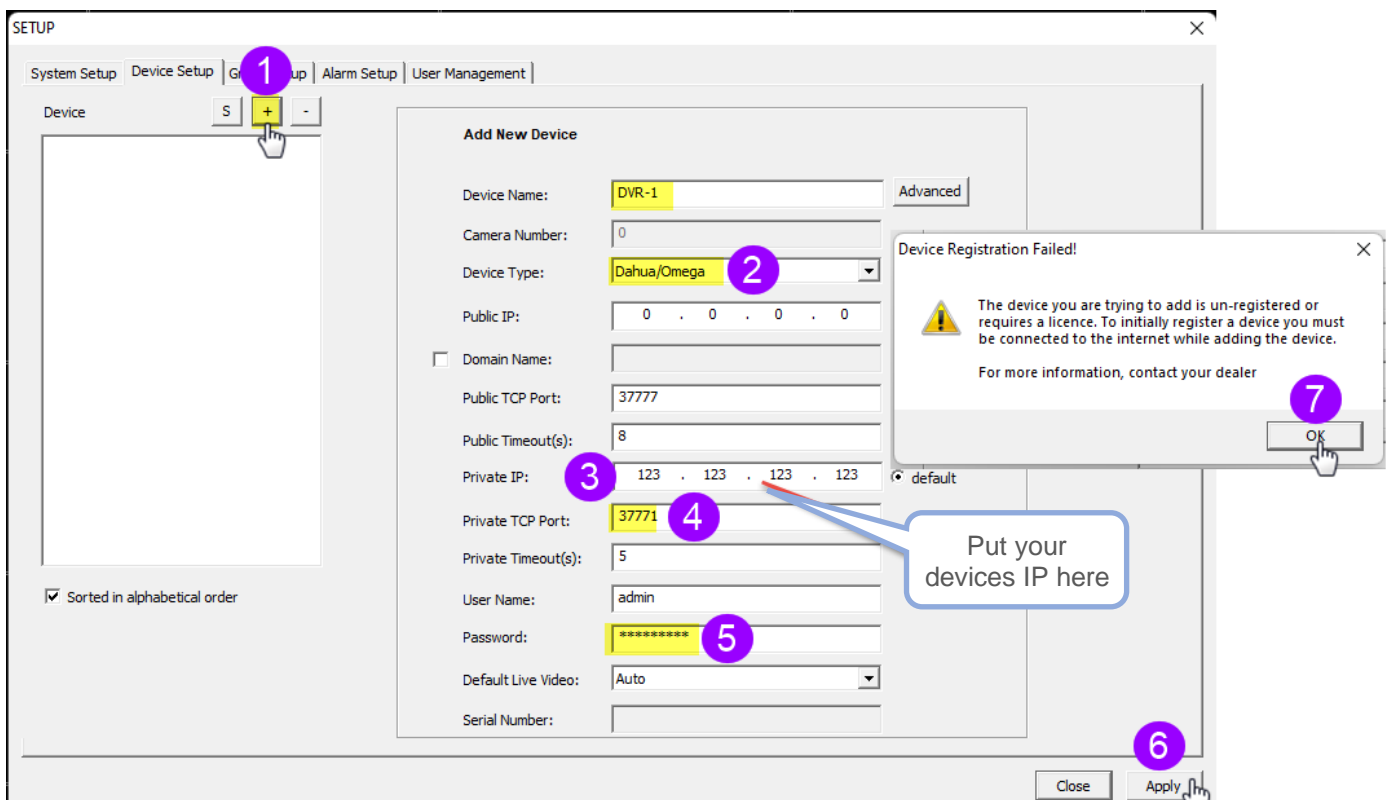 SETUP
System Setup
Device Setup
1
Alarm Setup
User Management
Device
S
+
-
Sorted in alphabetical order
Add New Device
Device Name:
DVR-1
Advanced
Camera Number:
0
Device Type:
Dahua/Omega
2
Public IP:
0 . 0 . 0 . 0
Domain Name:
Public TCP Port:
37777
Public Timeout(s):
8
Private IP:
3
123 . 123 . 123 . 123
default
Private TCP Port:
37771
4
Private Timeout(s):
5
User Name:
admin
Password:
*********
5
Default Live Video:
Auto
Serial Number:
Put your
devices IP here
Device Registration Failed!
The device you are trying to add is un-registered or
requires a licence. To initially register a device you must
be connected to the internet while adding the device.
For more information, contact your dealer
7
OK
6
Close
Apply